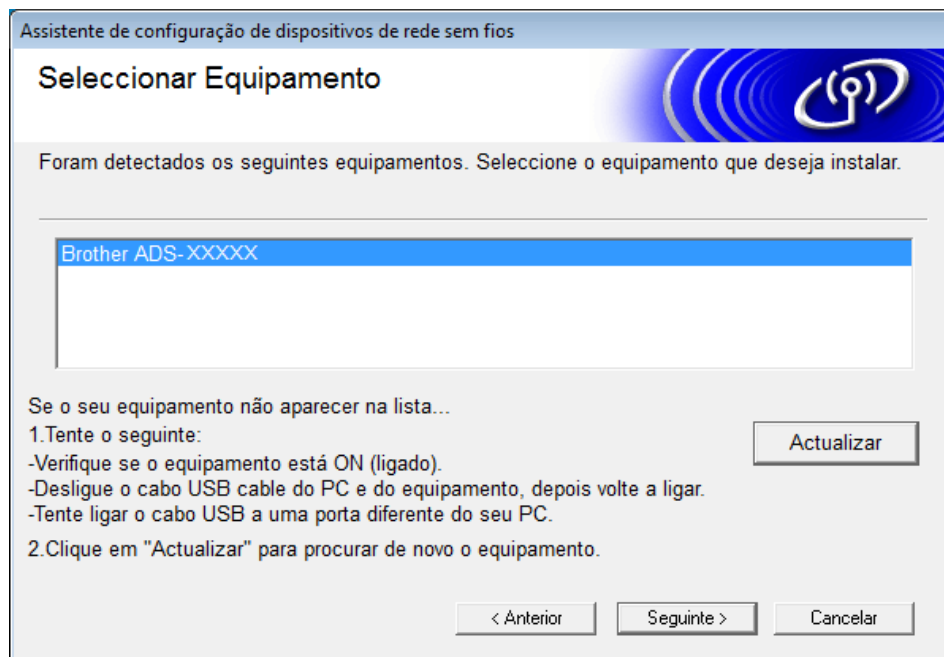 Assistente de configuração de dispositivos de rede sem fios
Seleccionar Equipamento
Foram detectados os seguintes equipamentos. Seleccione o equipamento que deseja instalar.
Brother ADS-XXXXX
Se o seu equipamento não aparecer na lista...
1.Tente o seguinte:
Actualizar
-Verifique se o equipamento está ON (ligado).
-Desligue o cabo USB cable do PC e do equipamento, depois volte a ligar.
-Tente ligar o cabo USB a uma porta diferente do seu PC.
2.Clique em "Actualizar" para procurar de novo o equipamento.
< Anterior
Seguinte >
Cancelar